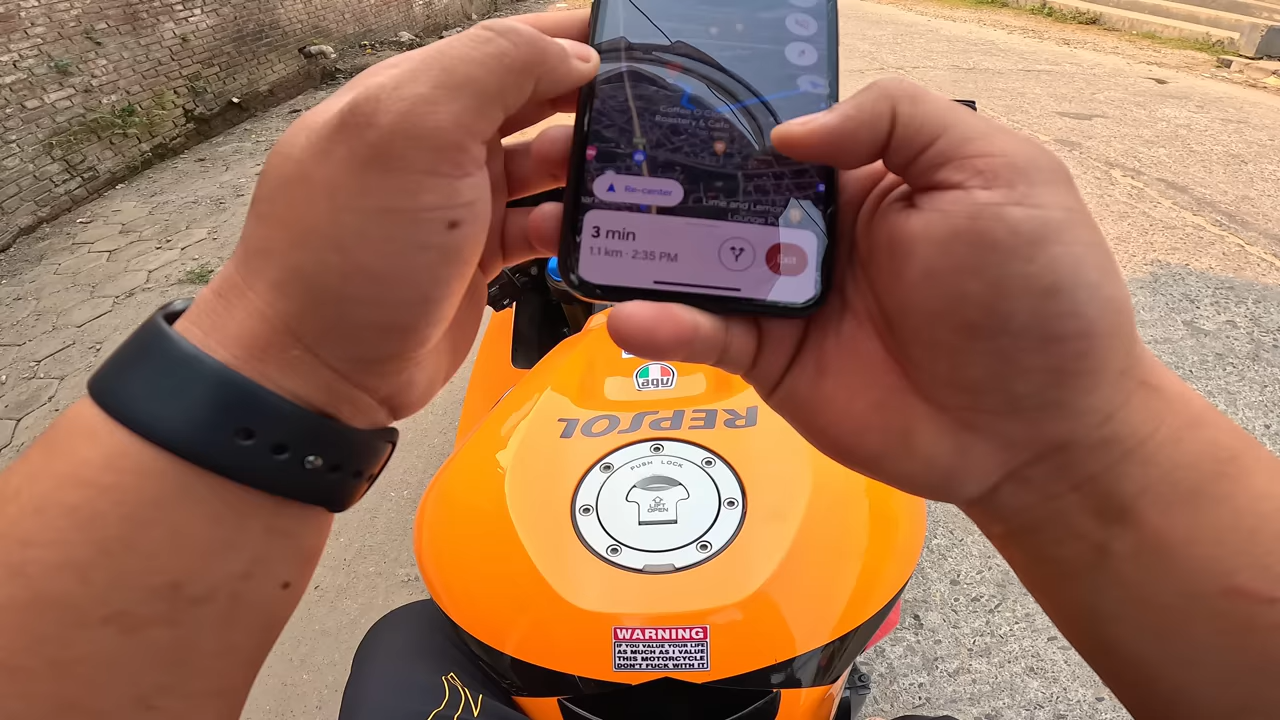 Coffee O'C
Roastery & Cafe
Re-center
Lime and Lemon
Lounge P
3 min
1.1 km · 2:35 PM
Exit
agv
REPSOL
PUSH LOCK
LIFT
OPEN
WARNING
IF YOU VALUE YOUR LIFE
AS MUCH AS I VALUE
THIS MOTORCYCLE
DON'T FUCK WITH IT